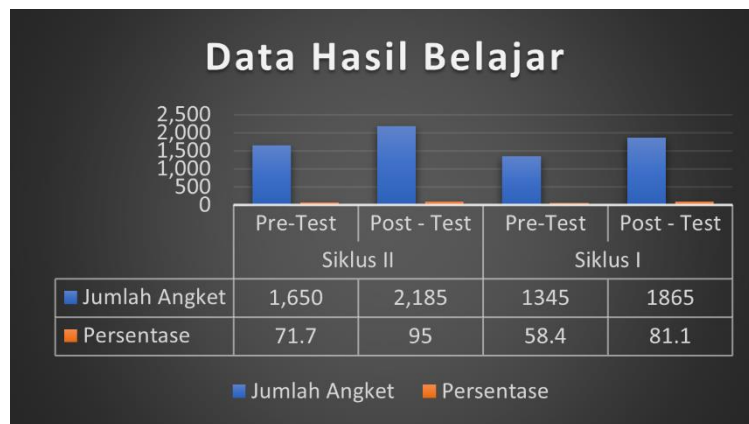 Data Hasil Belajar
2,500
2,000
1,500
1,000
500
0
Pre-Test Post - Test Pre-Test Post - Test
Siklus II Siklus I
Jumlah Angket 1,650 2,185 1345 1865
Persentase 71.7 95 58.4 81.1
Jumlah Angket Persentase